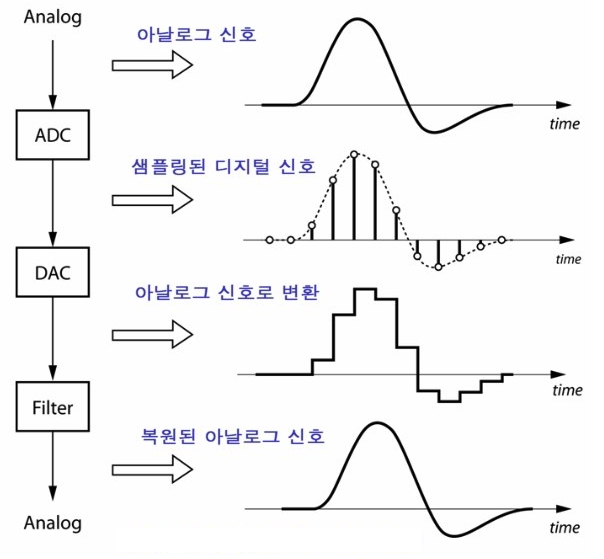 Analog
아날로그 신호
time
ADC
샘플링된 디지털 신호
time
DAC
아날로그 신호로 변환
time
Filter
복원된 아날로그 신호
time
Analog